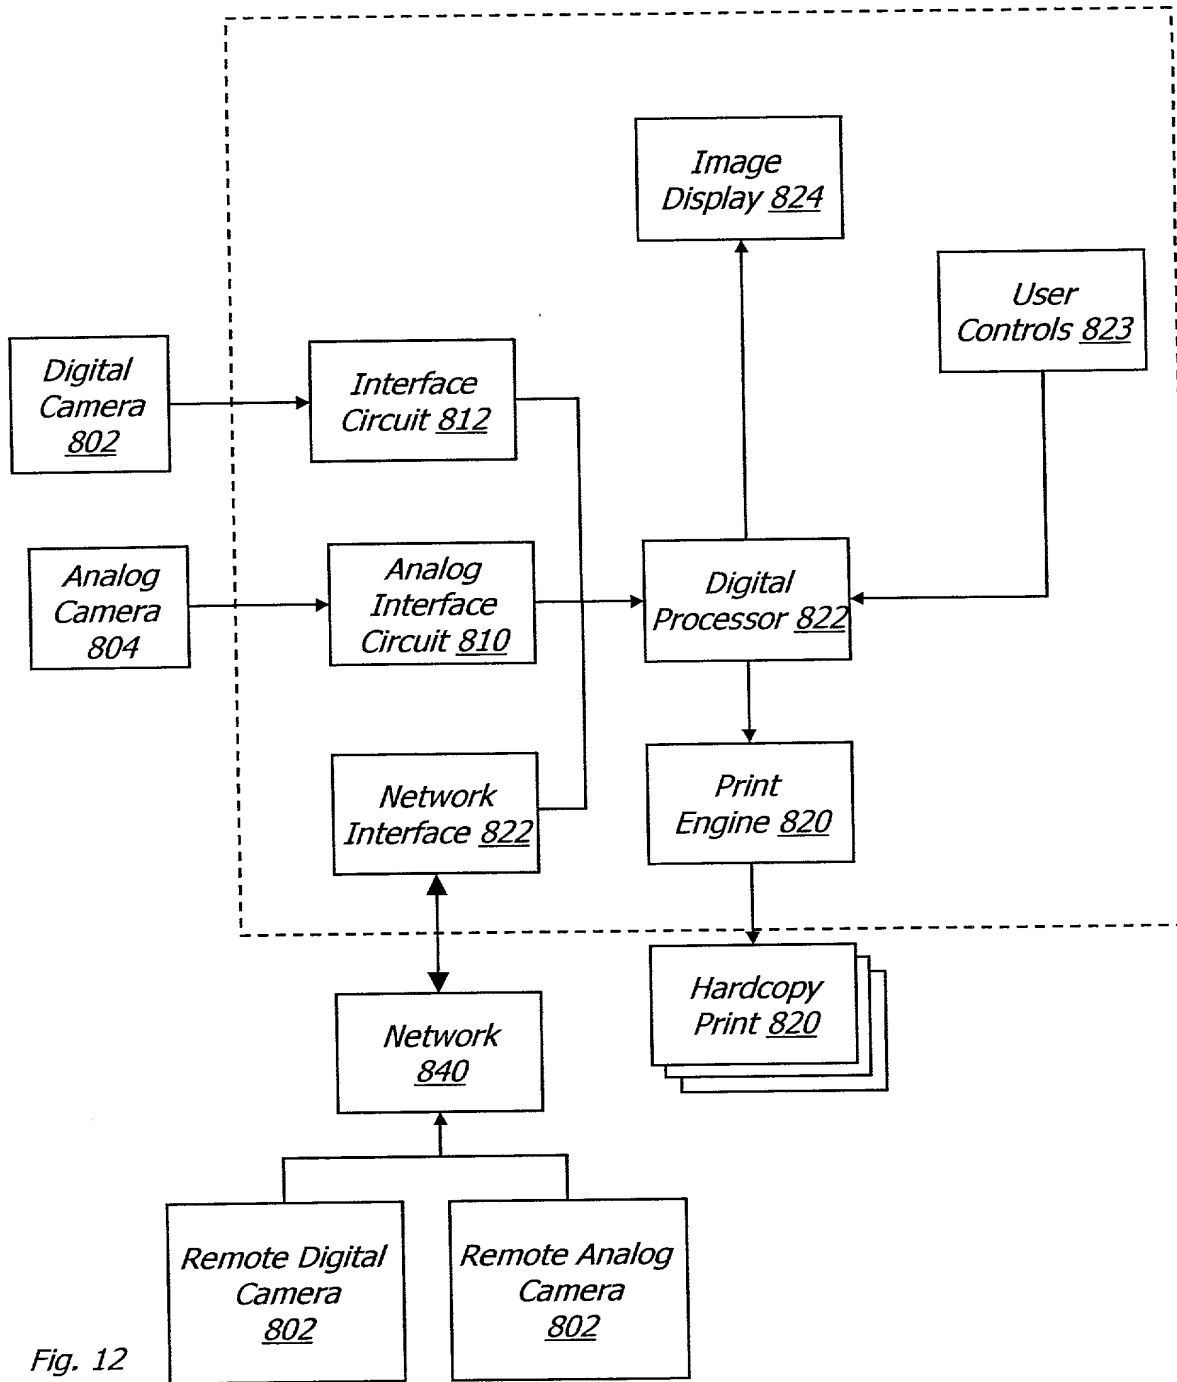 Image
Display 824
User
Controls 823
Digital
Camera
802
Interface
Circuit 812
Analog
Camera
804
Analog
Interface
Circuit 810
Digital
Processor 822
Network
Interface 822
Print
Engine 820
Hardcopy
Print 820
Network
840
Remote Digital
Camera
802
Remote Analog
Camera
802
Fig. 12